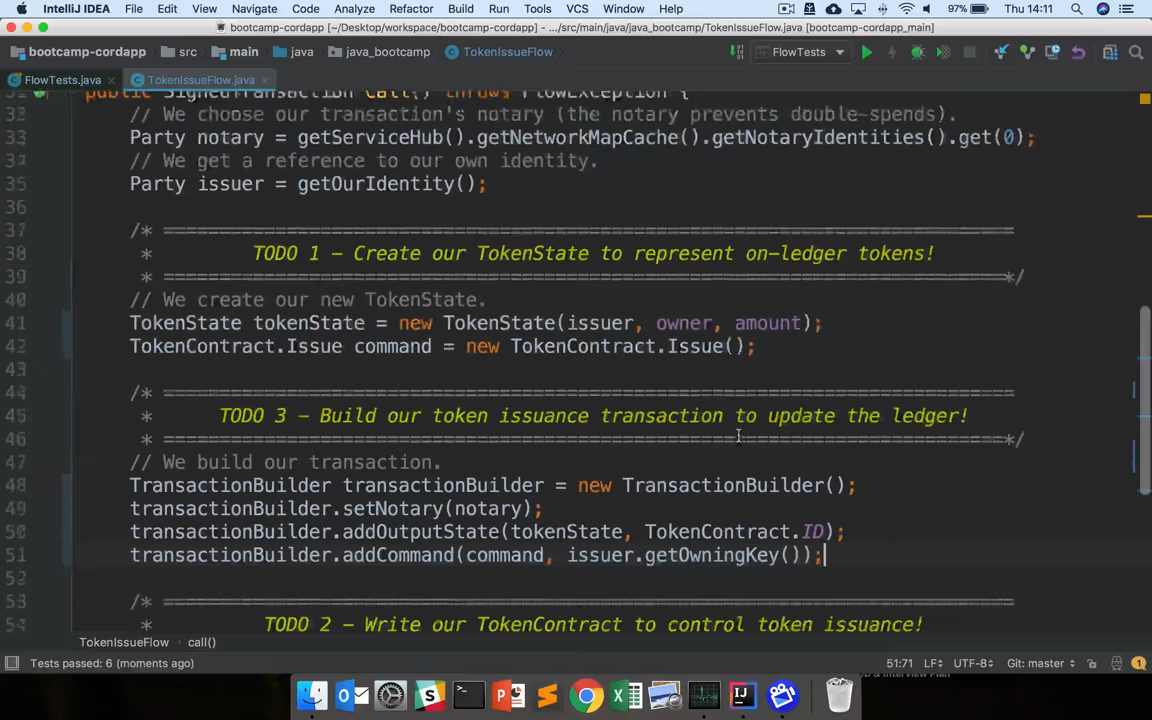 IntelliJ IDEA File Edit View Navigate Code Analyze Refactor Build Run Tools VCS Window Help 97% Thu 14:11
bootcamp-cordapp [~/Desktop/workspace/bootcamp-cordapp] - .../src/main/java/java_bootcamp/TokenIssueFlow.java [bootcamp-cordapp_main]
bootcamp-cordapp src main java java_bootcamp TokenIssueFlow FlowTests
FlowTests.java TokenIssueFlow.java
public SignedTransaction call() throws FlowException {
32 // We choose our transaction's notary (the notary prevents double-spends).
33 Party notary = getServiceHub().getNetworkMapCache().getNotaryIdentities().get(0);
34 // We get a reference to our own identity.
35 Party issuer = getOurIdentity();
36
37 /* ============================================================================
38 * TODO 1 - Create our TokenState to represent on-ledger tokens!
39 * ===========================================================================*/
40 // We create our new TokenState.
41 TokenState tokenState = new TokenState(issuer, owner, amount);
42 TokenContract.Issue command = new TokenContract.Issue();
43
44 /* ============================================================================
45 * TODO 3 - Build our token issuance transaction to update the ledger!
46 * ===========================================================================*/
47 // We build our transaction.
48 TransactionBuilder transactionBuilder = new TransactionBuilder();
49 transactionBuilder.setNotary(notary);
50 transactionBuilder.addOutputState(tokenState, TokenContract.ID);
51 transactionBuilder.addCommand(command, issuer.getOwningKey());
52
53 /* ============================================================================
54 * TODO 2 - Write our TokenContract to control token issuance!
TokenIssueFlow call()
Tests passed: 6 (moments ago) 51:71 LF UTF-8 Git: master 1
& Interview Plan